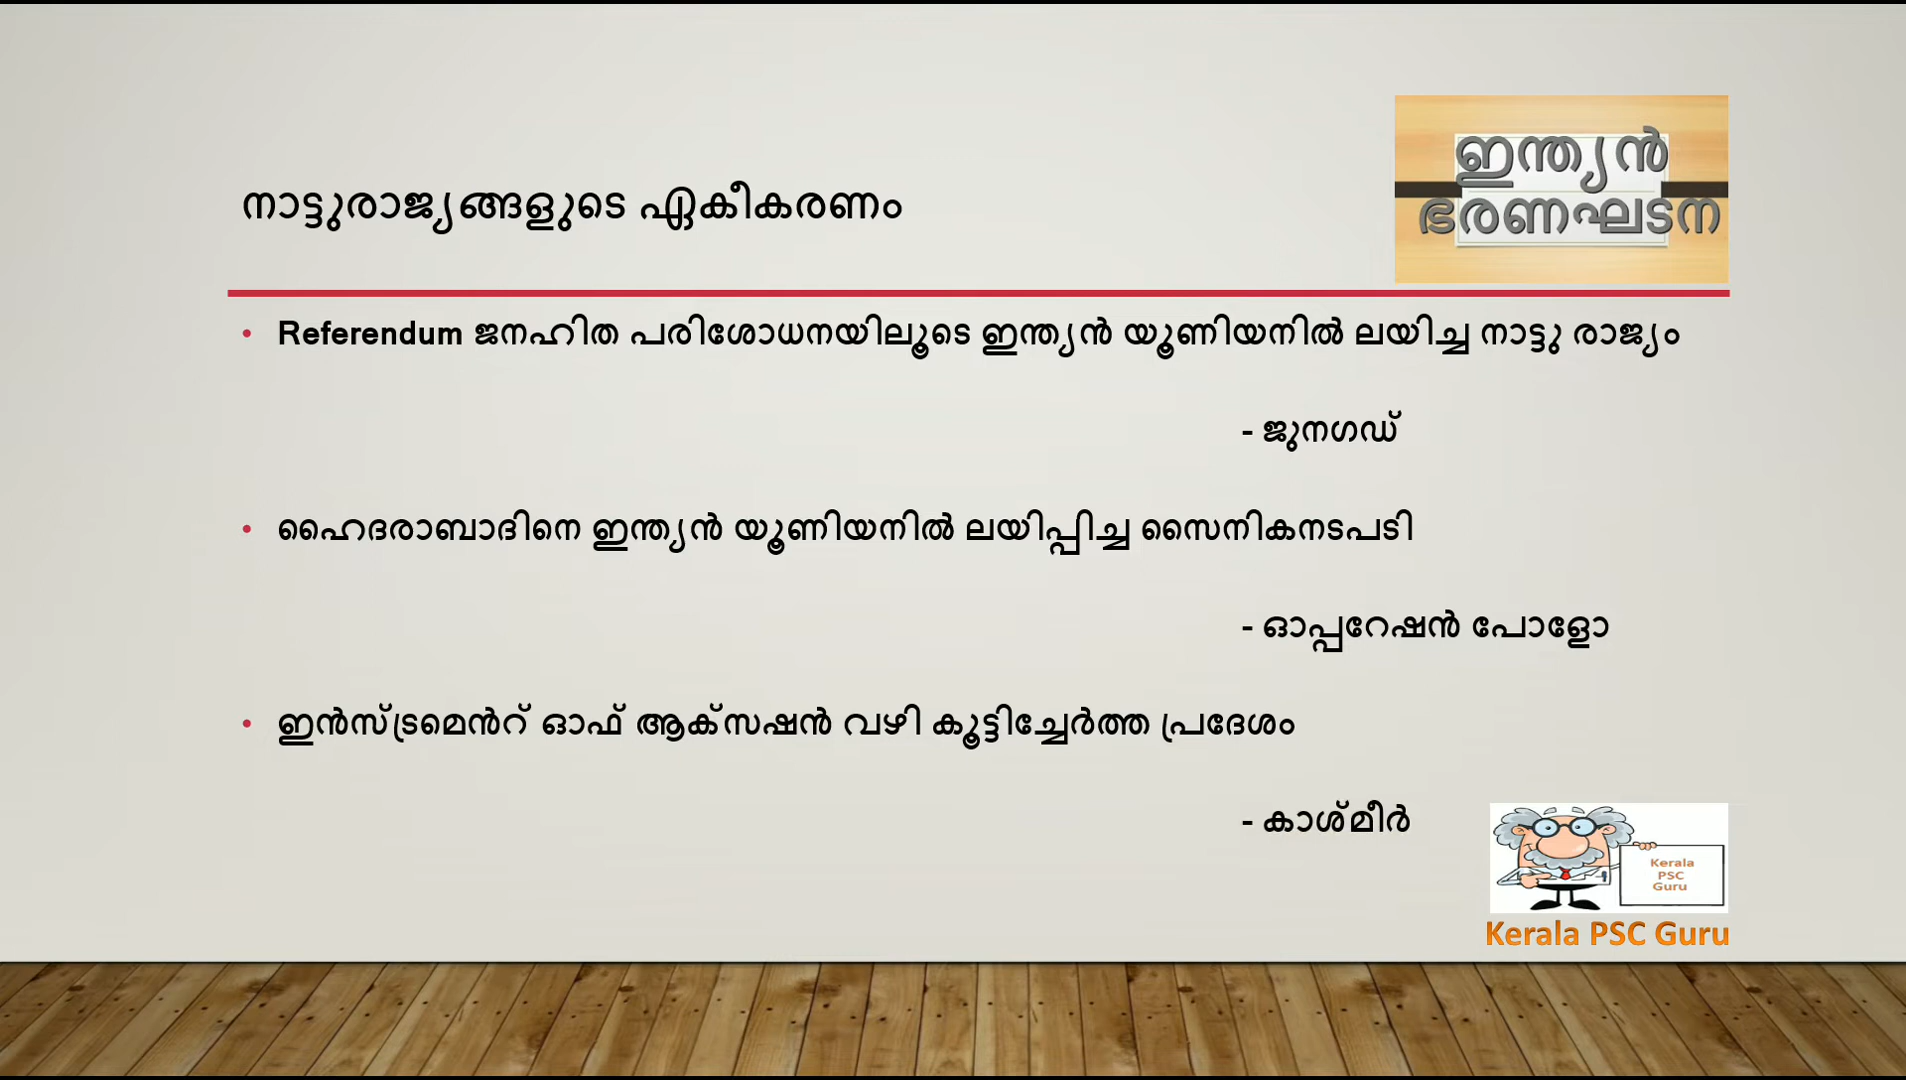 ഇന്ത്യൻ
ഭരണഘടന
നാട്ടുരാജ്യങ്ങളുടെ ഏകീകരണം
• Referendum ജനഹിത പരിശോധനയിലൂടെ ഇന്ത്യൻ യൂണിയനിൽ ലയിച്ച നാട്ടു രാജ്യം
- ജുനഗഡ്
• ഹൈദരാബാദിനെ ഇന്ത്യൻ യൂണിയനിൽ ലയിപ്പിച്ച സൈനികനടപടി
- ഓപ്പറേഷൻ പോളോ
• ഇൻസ്ട്രമെൻറ് ഓഫ് ആക്സഷൻ വഴി കൂട്ടിച്ചേർത്ത പ്രദേശം
- കാശ്മീർ
Kerala
PSC
Guru
Kerala PSC Guru